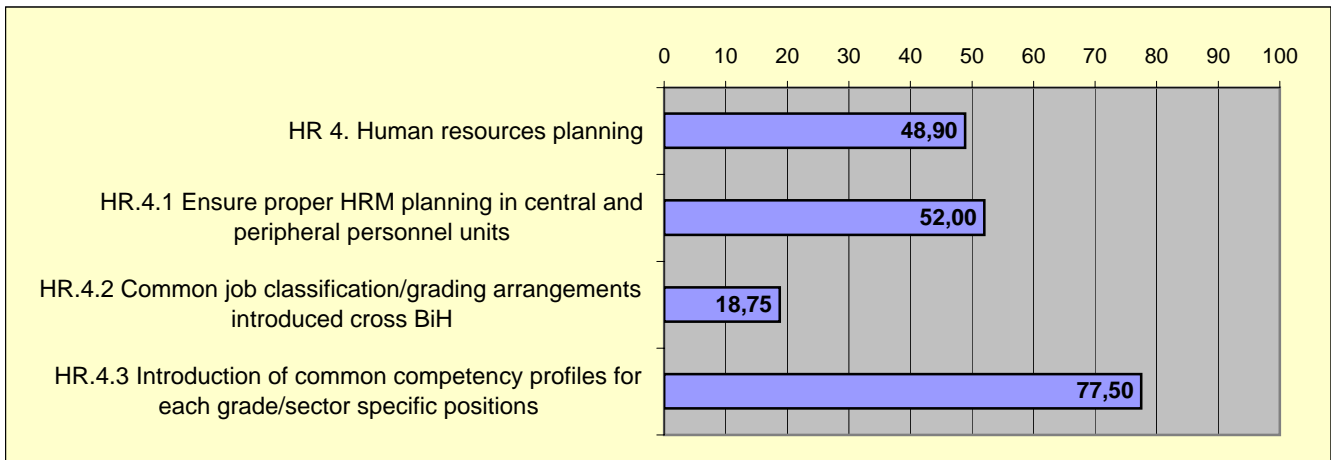 0 10 20 30 40 50 60 70 80 90 100
HR 4. Human resources planning
48,90
HR.4.1 Ensure proper HRM planning in central and
peripheral personnel units
52,00
HR.4.2 Common job classification/grading arrangements
introduced cross BiH
18,75
HR.4.3 Introduction of common competency profiles for
each grade/sector specific positions
77,50